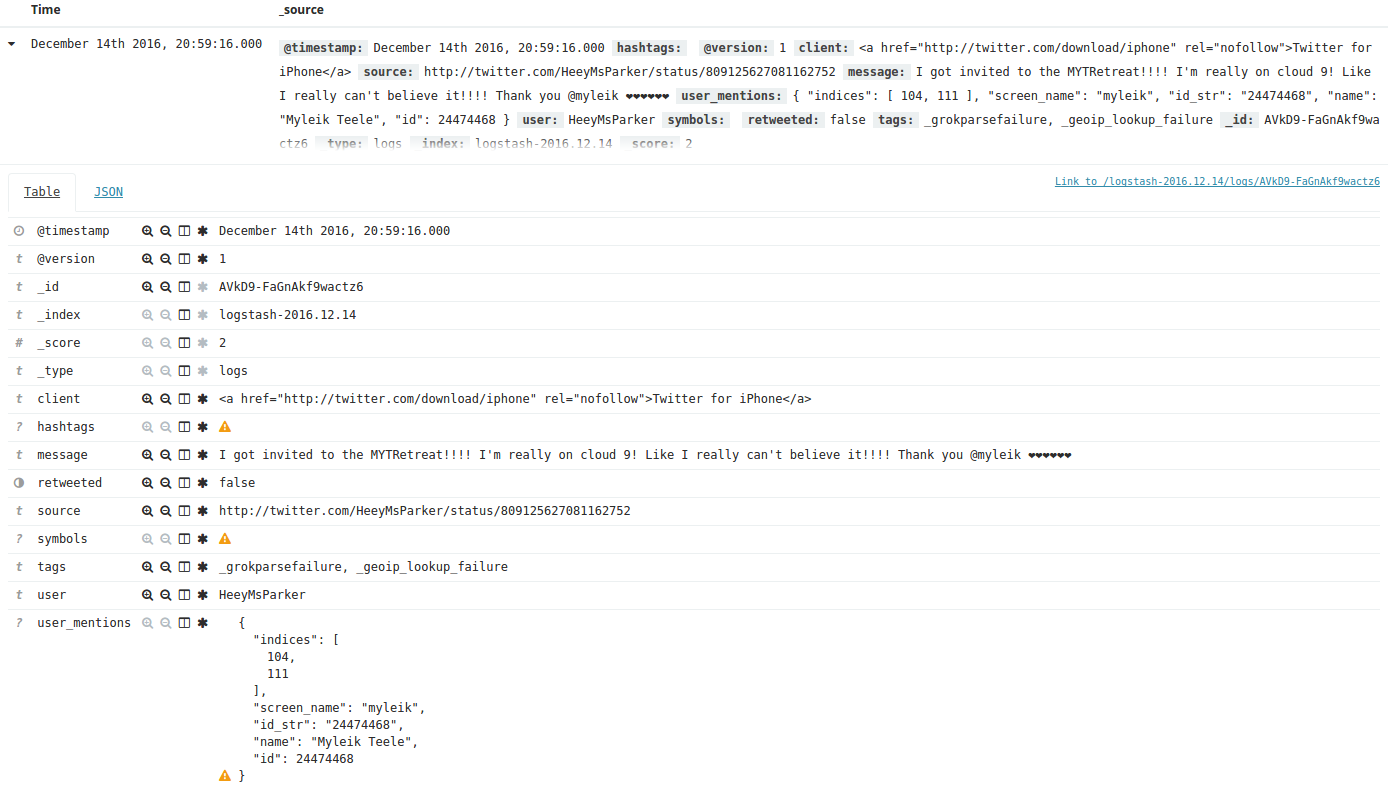 Time _source
December 14th 2016, 20:59:16.000 @timestamp: December 14th 2016, 20:59:16.000 hashtags: @version: 1 client: <a href="http://twitter.com/download/iphone" rel="nofollow">Twitter for
iPhone</a> source: http://twitter.com/HeeyMsParker/status/809125627081162752 message: I got invited to the MYTRetreat!!!! I'm really on cloud 9! Like
I really can't believe it!!!! Thank you @myleik ❤❤❤❤❤❤ user_mentions: { "indices": [ 104, 111 ], "screen_name": "myleik", "id_str": "24474468", "name":
"Myleik Teele", "id": 24474468 } user: HeeyMsParker symbols: retweeted: false tags: _grokparsefailure, _geoip_lookup_failure _id: AVkD9-FaGnAkf9wa
ctz6 _type: logs _index: logstash-2016.12.14 _score: 2
Table JSON Link to /logstash-2016.12.14/logs/AVkD9-FaGnAkf9wactz6
@timestamp December 14th 2016, 20:59:16.000
t @version 1
t _id AVkD9-FaGnAkf9wactz6
t _index logstash-2016.12.14
# _score 2
t _type logs
t client <a href="http://twitter.com/download/iphone" rel="nofollow">Twitter for iPhone</a>
? hashtags
t message I got invited to the MYTRetreat!!!! I'm really on cloud 9! Like I really can't believe it!!!! Thank you @myleik ❤❤❤❤❤❤
retweeted false
t source http://twitter.com/HeeyMsParker/status/809125627081162752
? symbols
t tags _grokparsefailure, _geoip_lookup_failure
t user HeeyMsParker
? user_mentions {
"indices": [
104,
111
],
"screen_name": "myleik",
"id_str": "24474468",
"name": "Myleik Teele",
"id": 24474468
}